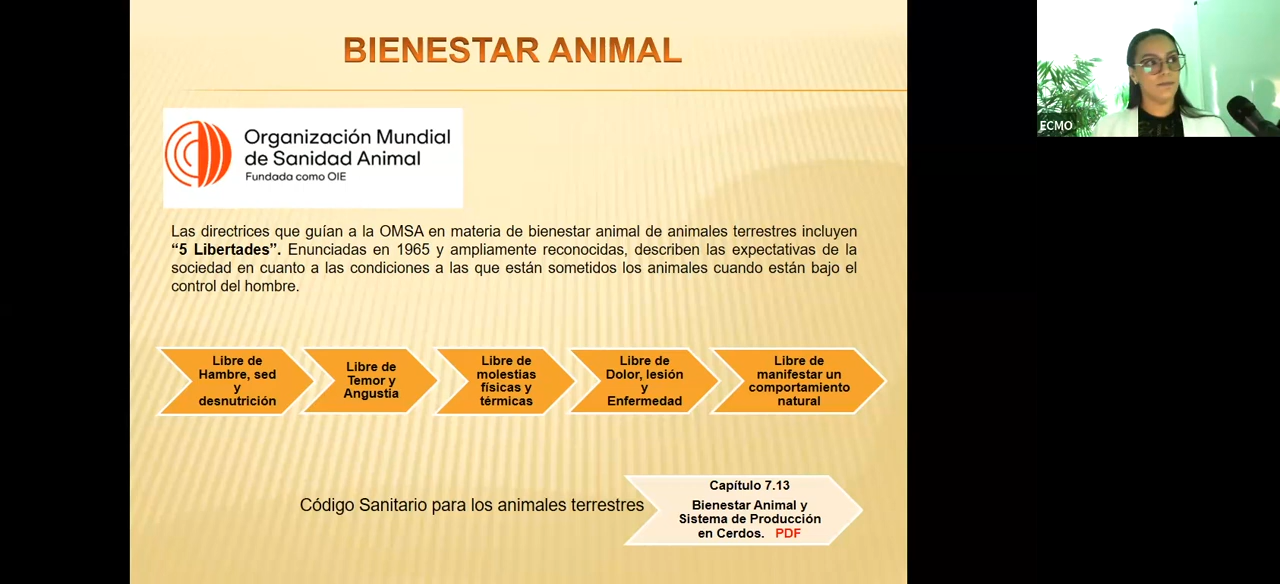 BIENESTAR ANIMAL
Organización Mundial
de Sanidad Animal
Fundada como OIE
ECMO
Las directrices que guían a la OMSA en materia de bienestar animal de animales terrestres incluyen
“5 Libertades”. Enunciadas en 1965 y ampliamente reconocidas, describen las expectativas de la
sociedad en cuanto a las condiciones a las que están sometidos los animales cuando están bajo el
control del hombre.
Libre de
Hambre, sed
y
desnutrición
Libre de
Temor y
Angustia
Libre de
molestias
físicas y
térmicas
Libre de
Dolor, lesión
y
Enfermedad
Libre de
manifestar un
comportamiento
natural
Código Sanitario para los animales terrestres
Capítulo 7.13
Bienestar Animal y
Sistema de Producción
en Cerdos. PDF